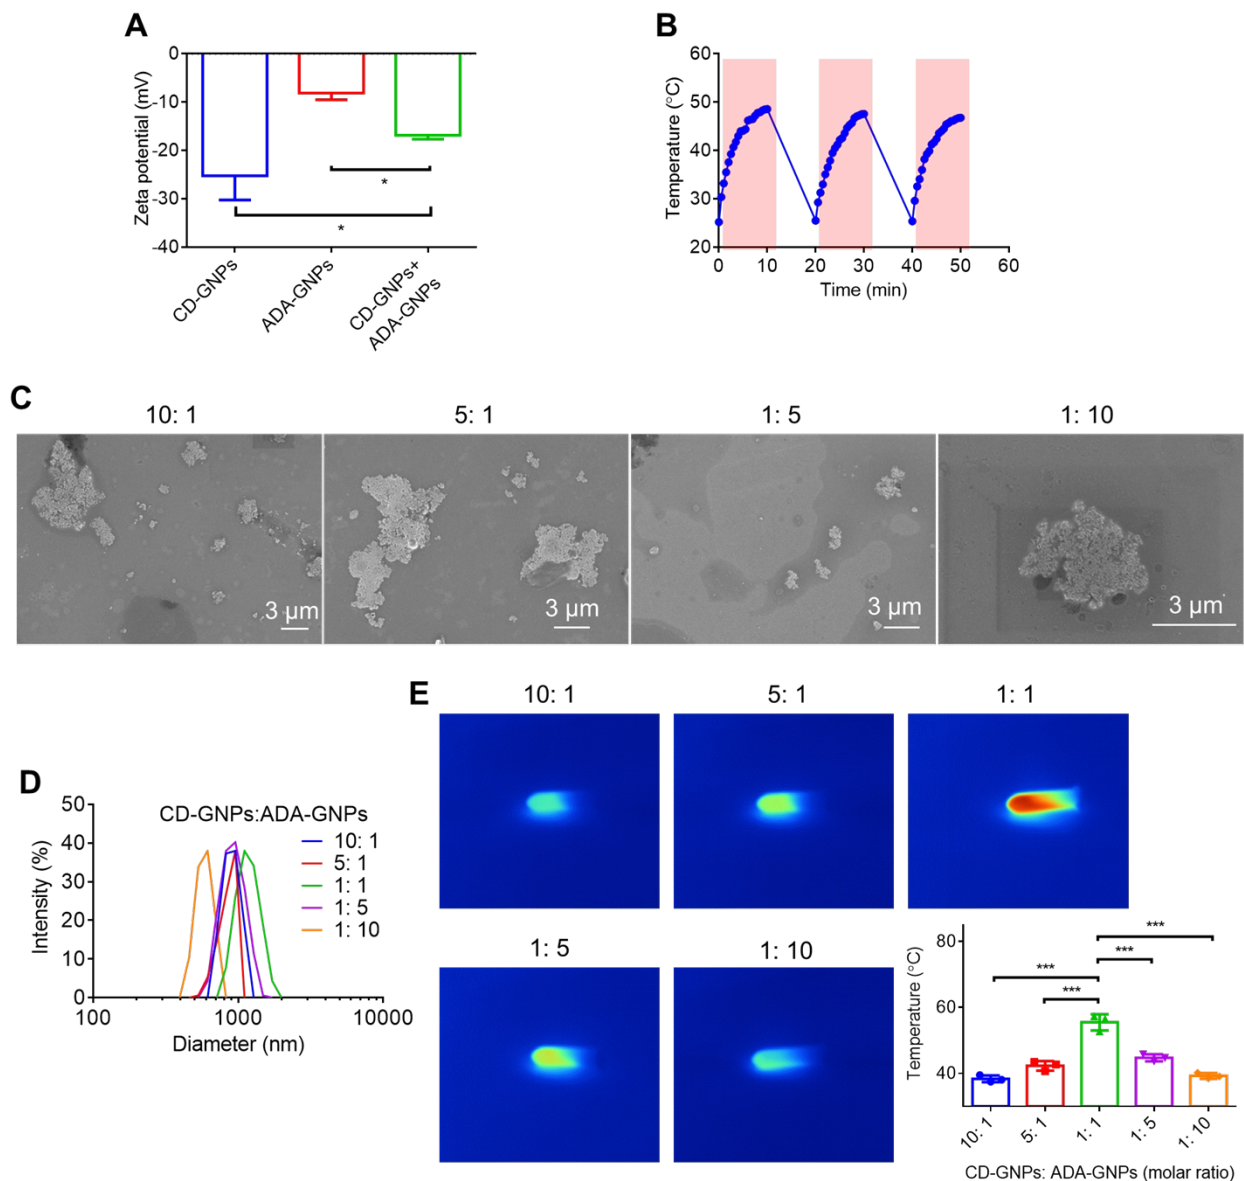 A
Zeta potential (mV)
0
-10
-20
-30
-40
*
*
CD-GNPs
ADA-GNPs
CD-GNPs+
ADA-GNPs
B
Temperature (°C)
60
50
40
30
20
0 10 20 30 40 50 60
Time (min)
C
10: 1 5: 1 1: 5 1: 10
3 μm 3 μm 3 μm 3 μm
D
CD-GNPs:ADA-GNPs
10: 1
5: 1
1: 1
1: 5
1: 10
Intensity (%)
50
40
30
20
10
0
100 1000 10000
Diameter (nm)
E
10: 1 5: 1 1: 1
1: 5 1: 10
Temperature (°C)
80
60
40
***
***
***
***
10: 1 5: 1 1: 1 1: 5 1: 10
CD-GNPs: ADA-GNPs (molar ratio)